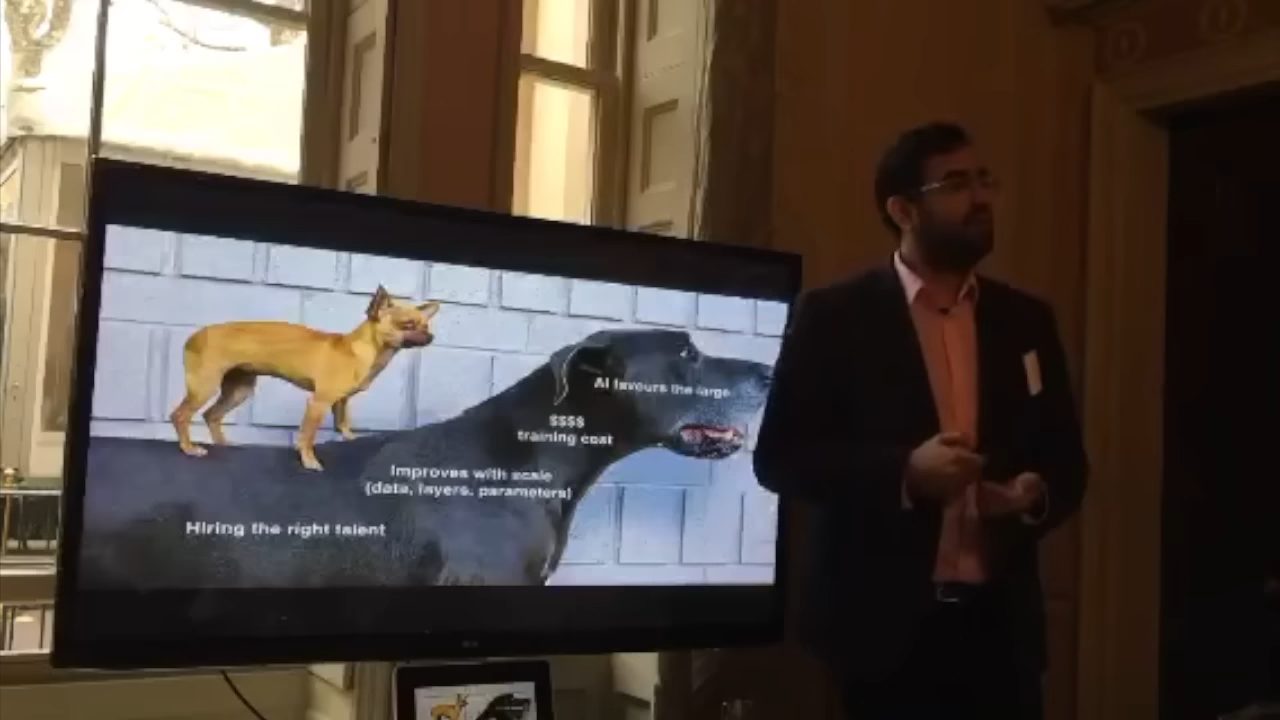 AI favours the large
$$$$
training cost
Improves with scale
(data, layers, parameters)
Hiring the right talent